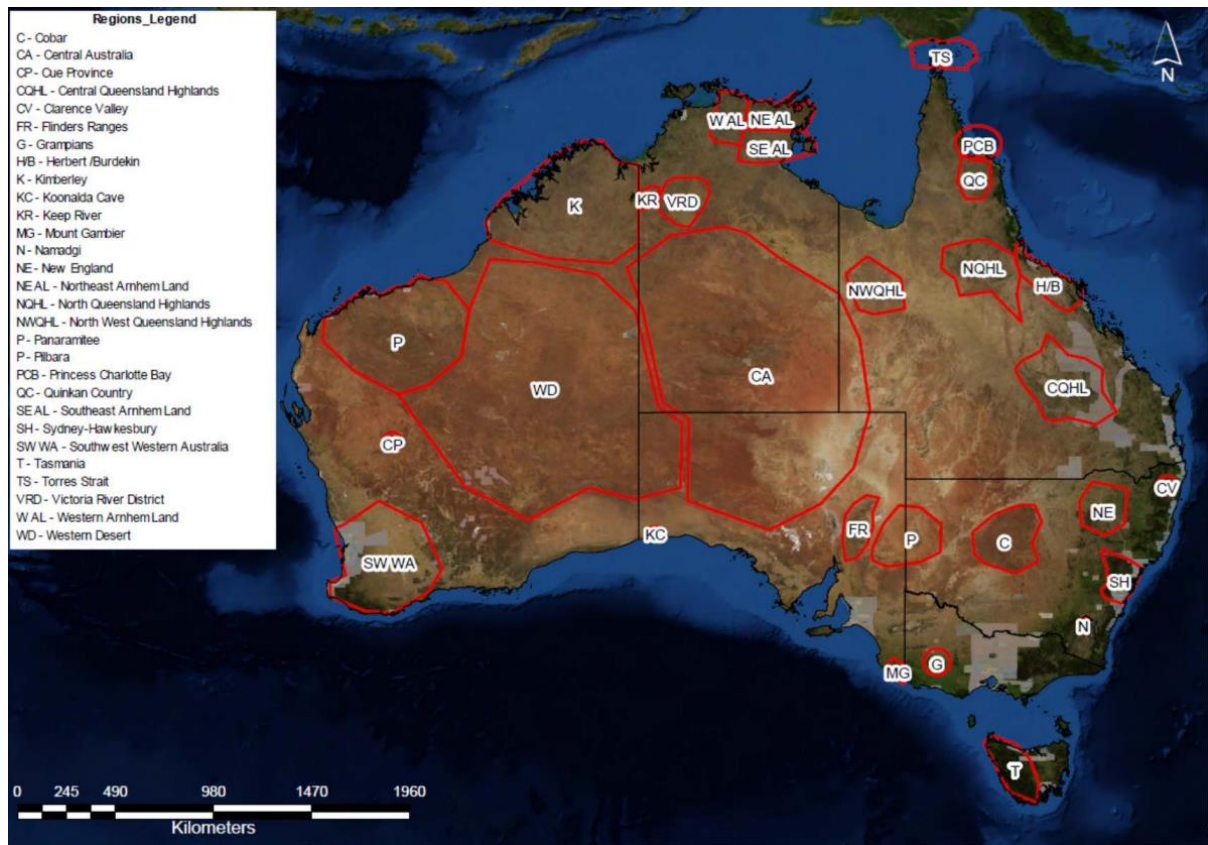 Regions_Legend
C - Cobar
CA - Central Australia
CP - Cue Province
CQHL - Central Queensland Highlands
CV - Clarence Valley
FR - Flinders Ranges
G - Grampians
H/B - Herbert /Burdekin
K - Kimberley
KC - Koonalda Cave
KR - Keep River
MG - Mount Gambier
N - Namadgi
NE - New England
NE AL - Northeast Arnhem Land
NQHL - North Queensland Highlands
NWQHL - North West Queensland Highlands
P - Panaramitee
P - Pilbara
PCB - Princess Charlotte Bay
QC - Quinkan Country
SE AL - Southeast Arnhem Land
SH - Sydney-Hawkesbury
SW WA - Southwest Western Australia
T - Tasmania
TS - Torres Strait
VRD - Victoria River District
W AL - Western Arnhem Land
WD - Western Desert
TS
N
W AL
NE AL
SE AL
PCB
QC
K
KR
VRD
NQHL
NWQHL
H/B
P
WD
CA
CQHL
CP
CV
NE
FR
P
C
KC
SW WA
SH
N
MG
G
T
0 245 490 980 1470 1960
Kilometers